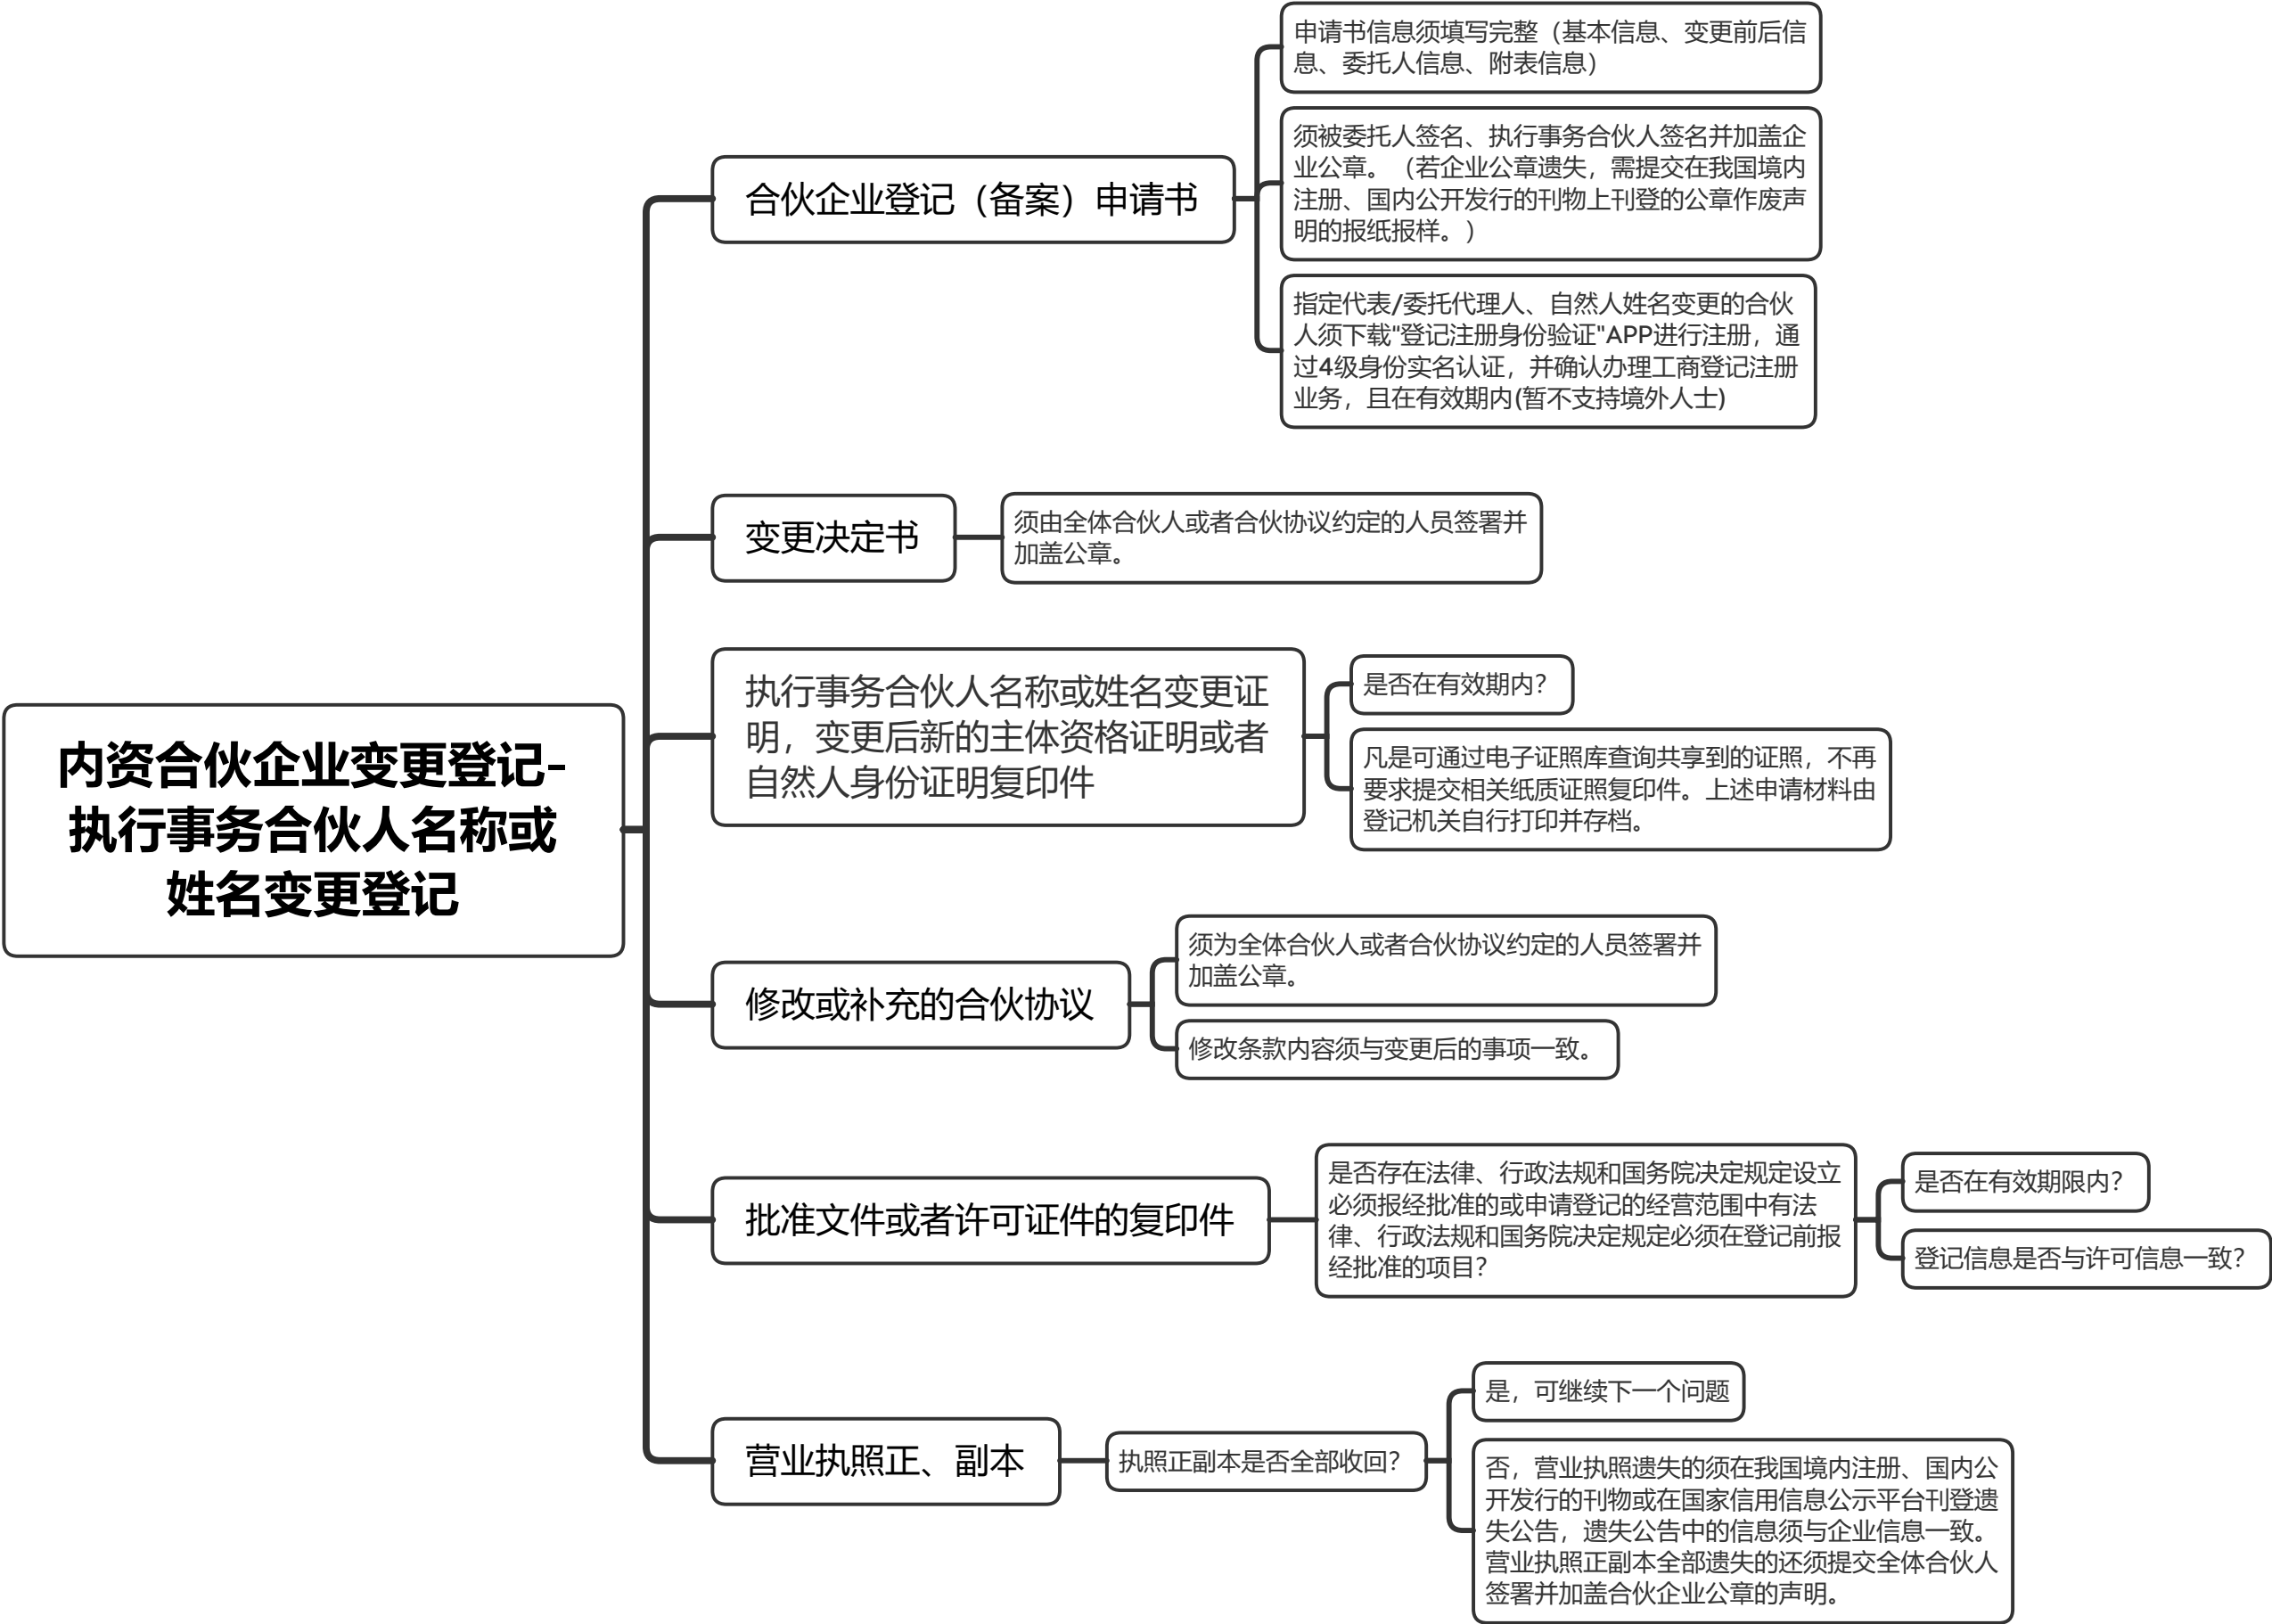 内资合伙企业变更登记-
执行事务合伙人名称或
姓名变更登记
合伙企业登记（备案）申请书
申请书信息须填写完整（基本信息、变更前后信
息、委托人信息、附表信息）
须被委托人签名、执行事务合伙人签名并加盖企
业公章。（若企业公章遗失，需提交在我国境内
注册、国内公开发行的刊物上刊登的公章作废声
明的报纸报样。）
指定代表/委托代理人、自然人姓名变更的合伙
人须下载"登记注册身份验证"APP进行注册，通
过4级身份实名认证，并确认办理工商登记注册
业务，且在有效期内(暂不支持境外人士)
变更决定书
须由全体合伙人或者合伙协议约定的人员签署并
加盖公章。
执行事务合伙人名称或姓名变更证
明，变更后新的主体资格证明或者
自然人身份证明复印件
是否在有效期内？
凡是可通过电子证照库查询共享到的证照，不再
要求提交相关纸质证照复印件。上述申请材料由
登记机关自行打印并存档。
修改或补充的合伙协议
须为全体合伙人或者合伙协议约定的人员签署并
加盖公章。
修改条款内容须与变更后的事项一致。
批准文件或者许可证件的复印件
是否存在法律、行政法规和国务院决定规定设立
必须报经批准的或申请登记的经营范围中有法
律、行政法规和国务院决定规定必须在登记前报
经批准的项目？
是否在有效期限内？
登记信息是否与许可信息一致？
营业执照正、副本
执照正副本是否全部收回？
是，可继续下一个问题
否，营业执照遗失的须在我国境内注册、国内公
开发行的刊物或在国家信用信息公示平台刊登遗
失公告，遗失公告中的信息须与企业信息一致。
营业执照正副本全部遗失的还须提交全体合伙人
签署并加盖合伙企业公章的声明。